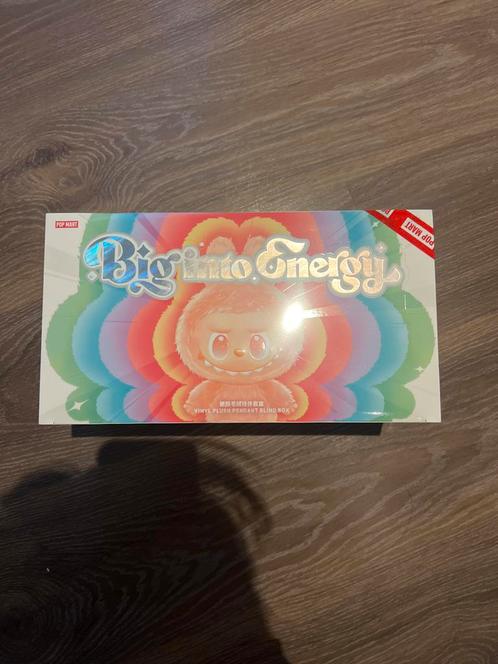 POP MART
POP MART
Big into Energy
VINYL PLUSH PENDANT BLIND BOX